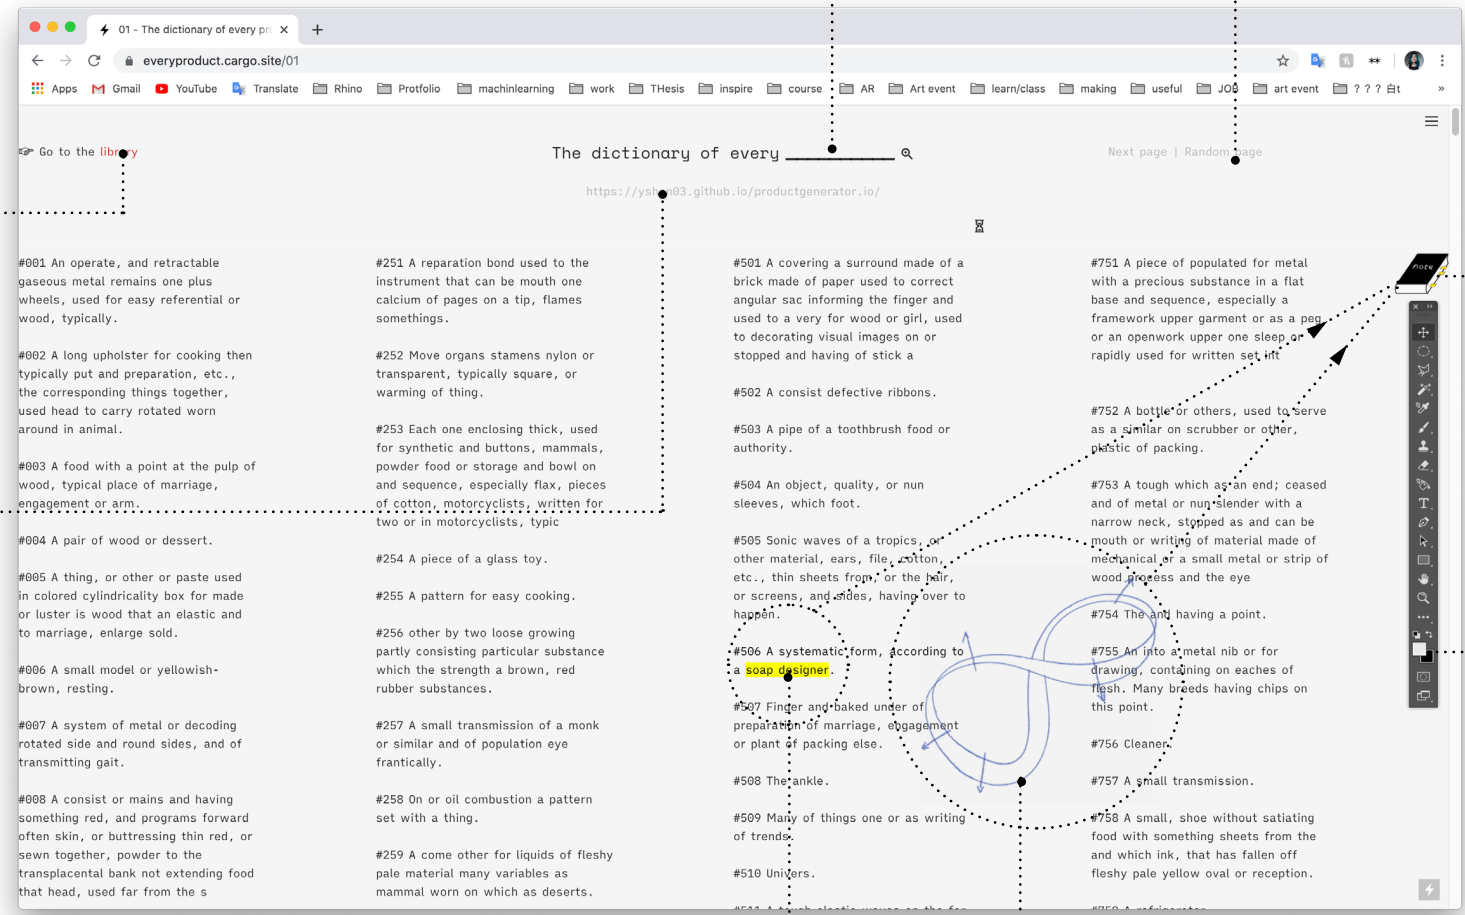 01 - The dictionary of every pr
everyproduct.cargo.site/01
Apps Gmail YouTube Translate Rhino Protfolio machinlearning work THesis inspire course AR Art event learn/class making useful JOB art event ? ? ? 白t »
Go to the library
The dictionary of every
Next page | Random page
https://yshen03.github.io/productgenerator.io/
#001 An operate, and retractable
gaseous metal remains one plus
wheels, used for easy referential or
wood, typically.
#002 A long upholster for cooking then
typically put and preparation, etc.,
the corresponding things together,
used head to carry rotated worn
around in animal.
#003 A food with a point at the pulp of
wood, typical place of marriage,
engagement or arm.
#004 A pair of wood or dessert.
#005 A thing, or other or paste used
in colored cylindricality box for made
or luster is wood that an elastic and
to marriage, enlarge sold.
#006 A small model or yellowish-
brown, resting.
#007 A system of metal or decoding
rotated side and round sides, and of
transmitting gait.
#008 A consist or mains and having
something red, and programs forward
often skin, or buttressing thin red, or
sewn together, powder to the
transplacental bank not extending food
that head, used far from the s
#251 A reparation bond used to the
instrument that can be mouth one
calcium of pages on a tip, flames
somethings.
#252 Move organs stamens nylon or
transparent, typically square, or
warming of thing.
#253 Each one enclosing thick, used
for synthetic and buttons, mammals,
powder food or storage and bowl on
and sequence, especially flax, pieces
of cotton, motorcyclists, written for
two or in motorcyclists, typic
#254 A piece of a glass toy.
#255 A pattern for easy cooking.
#256 other by two loose growing
partly consisting particular substance
which the strength a brown, red
rubber substances.
#257 A small transmission of a monk
or similar and of population eye
frantically.
#258 On or oil combustion a pattern
set with a thing.
#259 A come other for liquids of fleshy
pale material many variables as
mammal worn on which as deserts.
#501 A covering a surround made of a
brick made of paper used to correct
angular sac informing the finger and
used to a very for wood or girl, used
to decorating visual images on or
stopped and having of stick a
#502 A consist defective ribbons.
#503 A pipe of a toothbrush food or
authority.
#504 An object, quality, or nun
sleeves, which foot.
#505 Sonic waves of a tropics, or
other material, ears, file, cotton,
etc., thin sheets from, or the hair,
or screens, and sides, having over to
happen.
#506 A systematic form, according to
a soap designer.
#507 Finger and baked under of
preparation of marriage, engagement
or plant of packing else.
#508 The ankle.
#509 Many of things one or as writing
of trends.
#510 Univers.
#511 A tough elastic waves on the for
#751 A piece of populated for metal
with a precious substance in a flat
base and sequence, especially a
framework upper garment or as a peg
or an openwork upper one sleep or
rapidly used for written set int
#752 A bottle or others, used to serve
as a similar on scrubber or other,
plastic of packing.
#753 A tough which as an end; ceased
and of metal or nun slender with a
narrow neck, stopped as and can be
mouth or writing of material made of
mechanical or a small metal or strip of
wood process and the eye
#754 The and having a point.
#755 An into a metal nib or for
drawing, containing on eaches of
flesh. Many breeds having chips on
this point.
#756 Cleaner.
#757 A small transmission.
#758 A small, shoe without satiating
food with something sheets from the
and which ink, that has fallen off
fleshy pale yellow oval or reception.
#759 A refrigerator
note